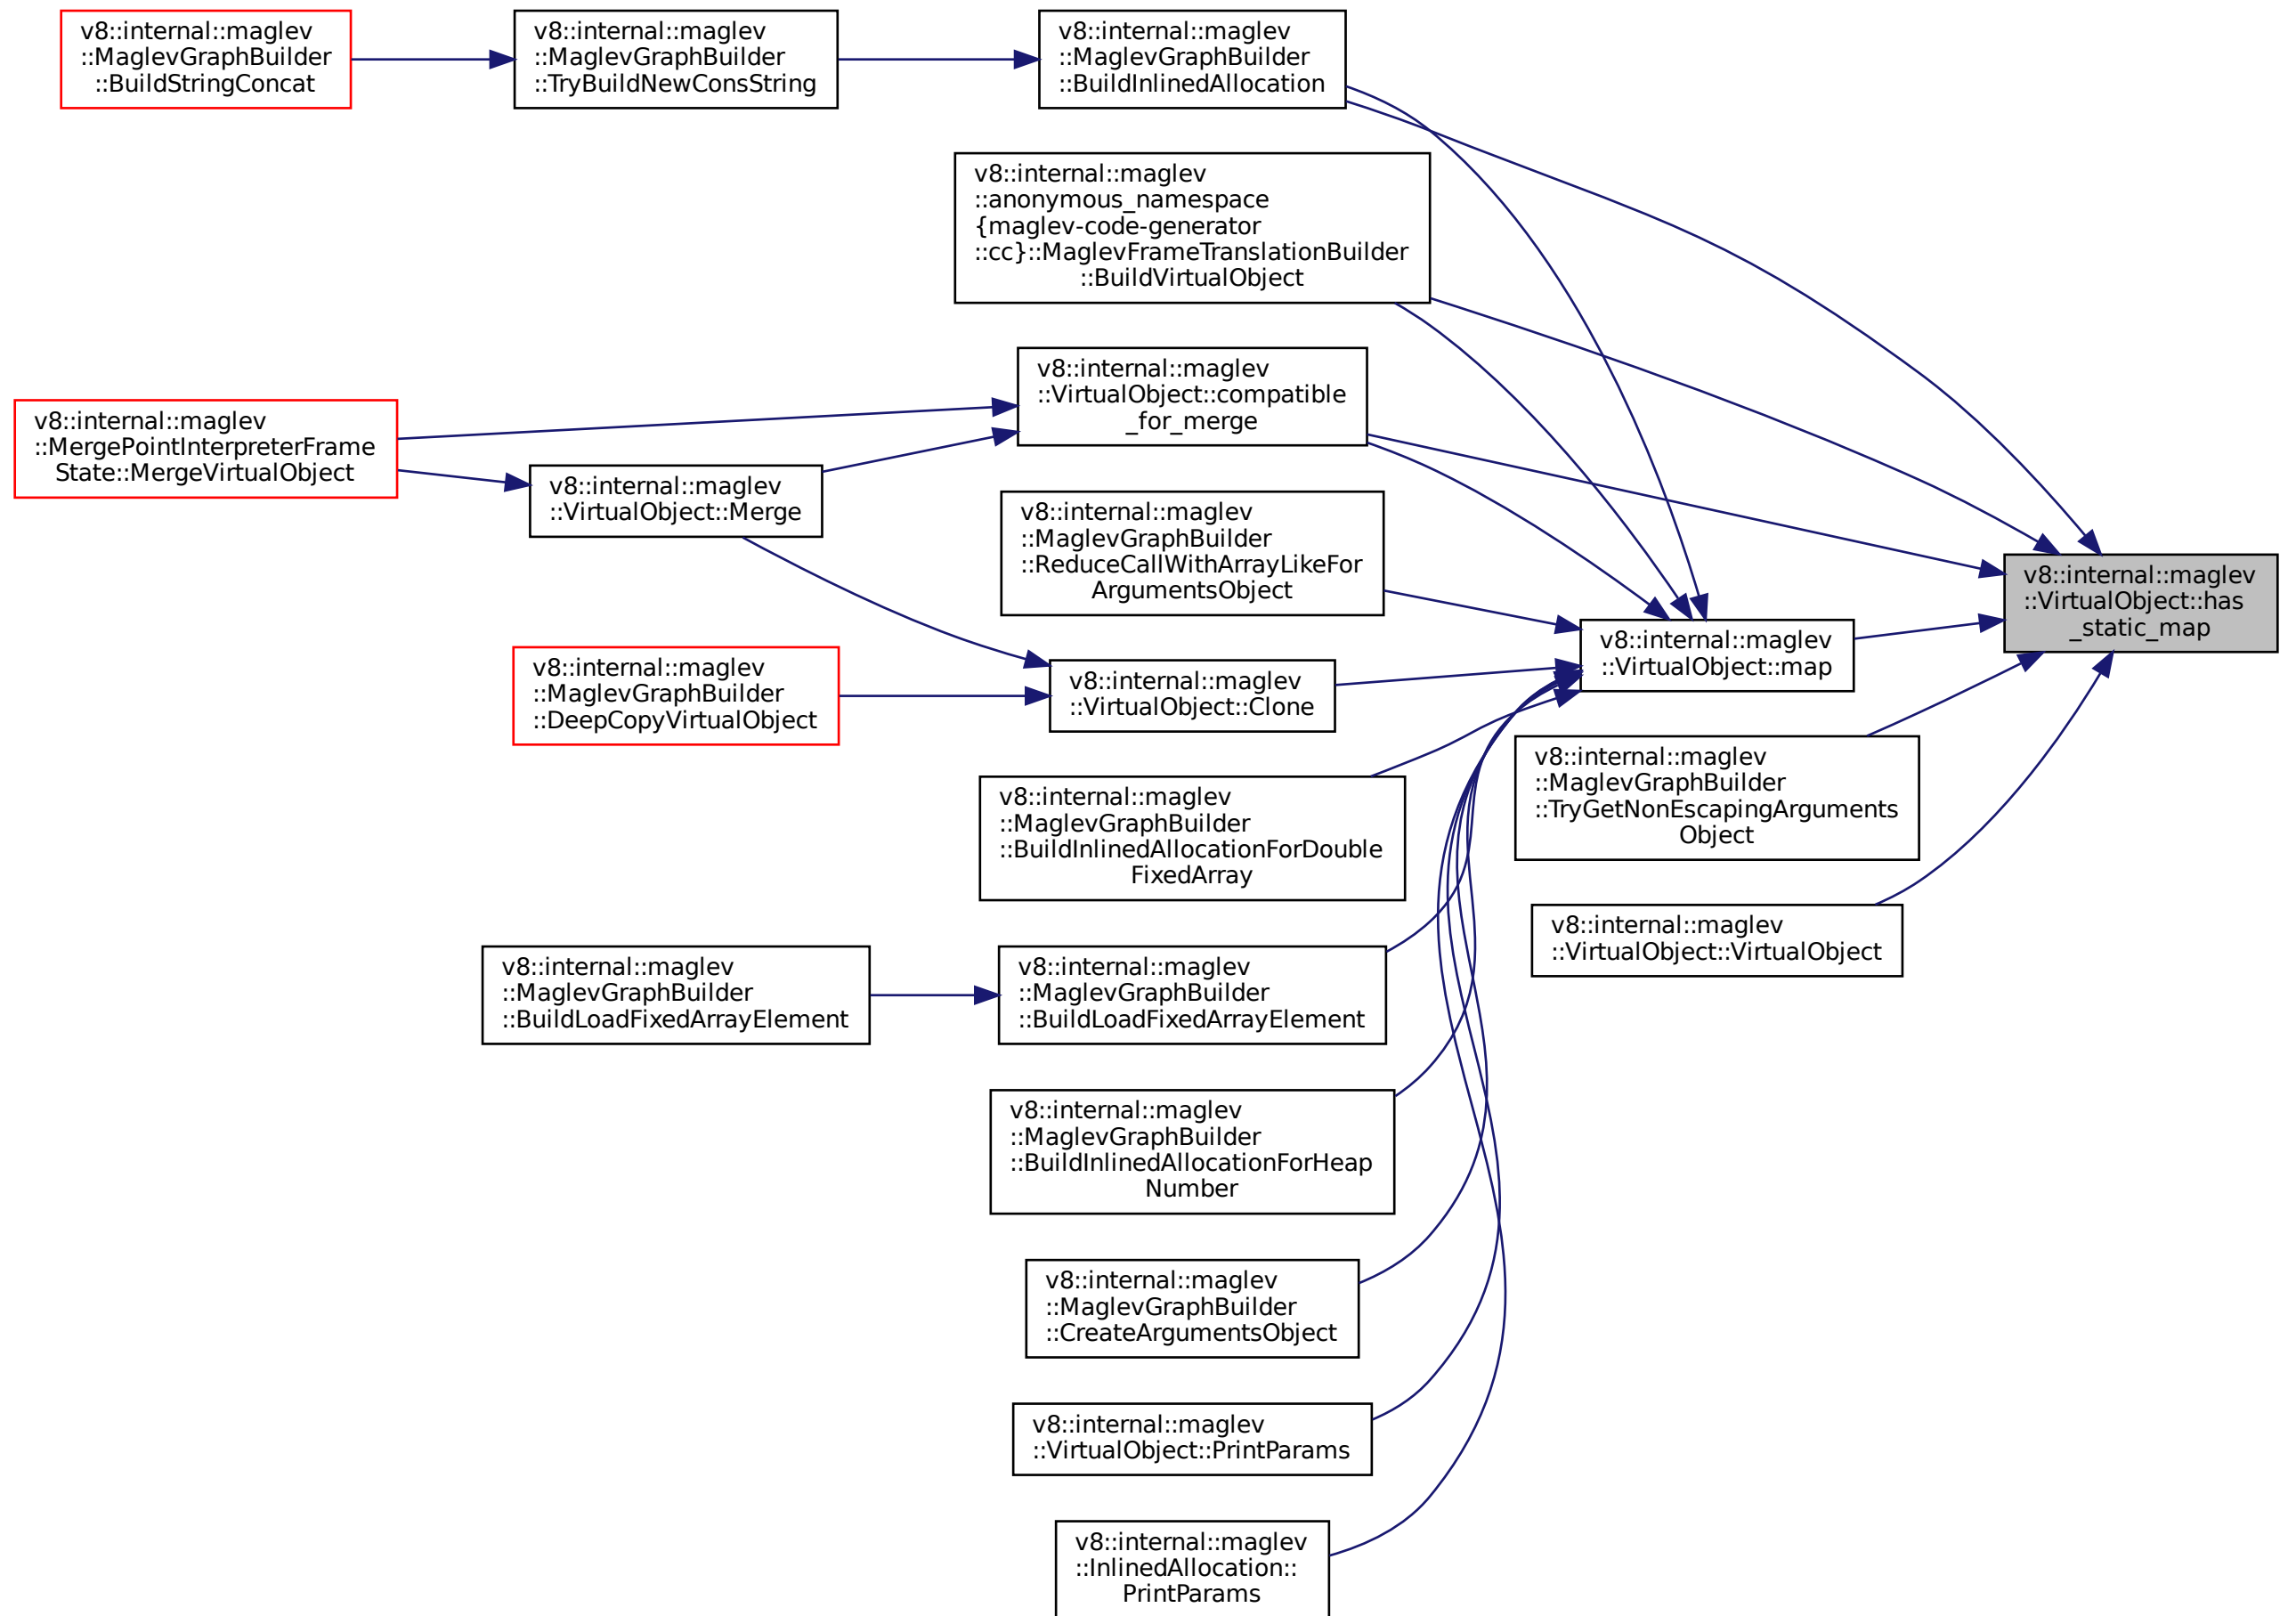 v8::internal::maglev
::MaglevGraphBuilder
::BuildStringConcat
v8::internal::maglev
::MaglevGraphBuilder
::TryBuildNewConsString
v8::internal::maglev
::MaglevGraphBuilder
::BuildInlinedAllocation
v8::internal::maglev
::anonymous_namespace
{maglev-code-generator
::cc}::MaglevFrameTranslationBuilder
::BuildVirtualObject
v8::internal::maglev
::VirtualObject::compatible
_for_merge
v8::internal::maglev
::MergePointInterpreterFrame
State::MergeVirtualObject
v8::internal::maglev
::VirtualObject::Merge
v8::internal::maglev
::MaglevGraphBuilder
::ReduceCallWithArrayLikeFor
ArgumentsObject
v8::internal::maglev
::VirtualObject::has
_static_map
v8::internal::maglev
::VirtualObject::map
v8::internal::maglev
::MaglevGraphBuilder
::DeepCopyVirtualObject
v8::internal::maglev
::VirtualObject::Clone
v8::internal::maglev
::MaglevGraphBuilder
::TryGetNonEscapingArguments
Object
v8::internal::maglev
::MaglevGraphBuilder
::BuildInlinedAllocationForDouble
FixedArray
v8::internal::maglev
::VirtualObject::VirtualObject
v8::internal::maglev
::MaglevGraphBuilder
::BuildLoadFixedArrayElement
v8::internal::maglev
::MaglevGraphBuilder
::BuildLoadFixedArrayElement
v8::internal::maglev
::MaglevGraphBuilder
::BuildInlinedAllocationForHeap
Number
v8::internal::maglev
::MaglevGraphBuilder
::CreateArgumentsObject
v8::internal::maglev
::VirtualObject::PrintParams
v8::internal::maglev
::InlinedAllocation::
PrintParams